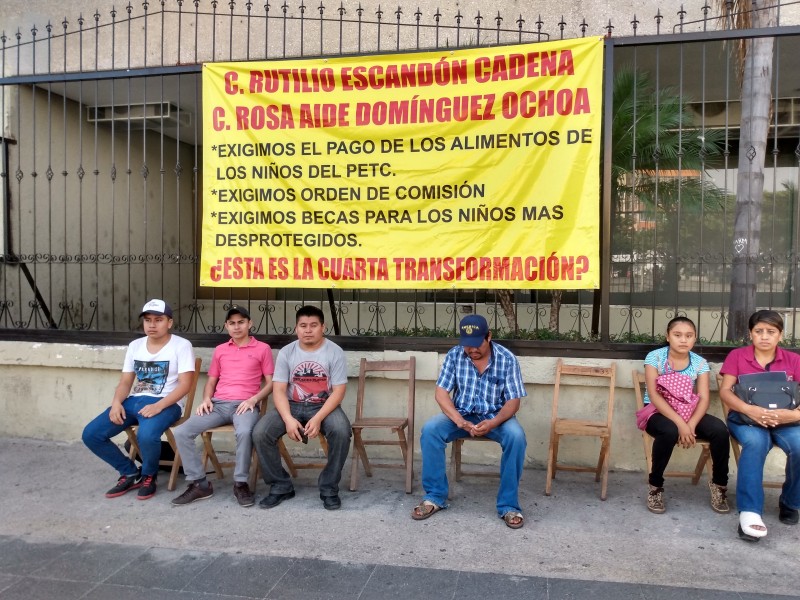 C. RUTILIO ESCANDÓN CADENA
C. ROSA AIDE DOMÍNGUEZ OCHOA
*EXIGIMOS EL PAGO DE LOS ALIMENTOS DE
LOS NIÑOS DEL PETC.
*EXIGIMOS ORDEN DE COMISIÓN
*EXIGIMOS BECAS PARA LOS NIÑOS MAS
DESPROTEGIDOS.
¿ESTA ES LA CUARTA TRANSFORMACIÓN?